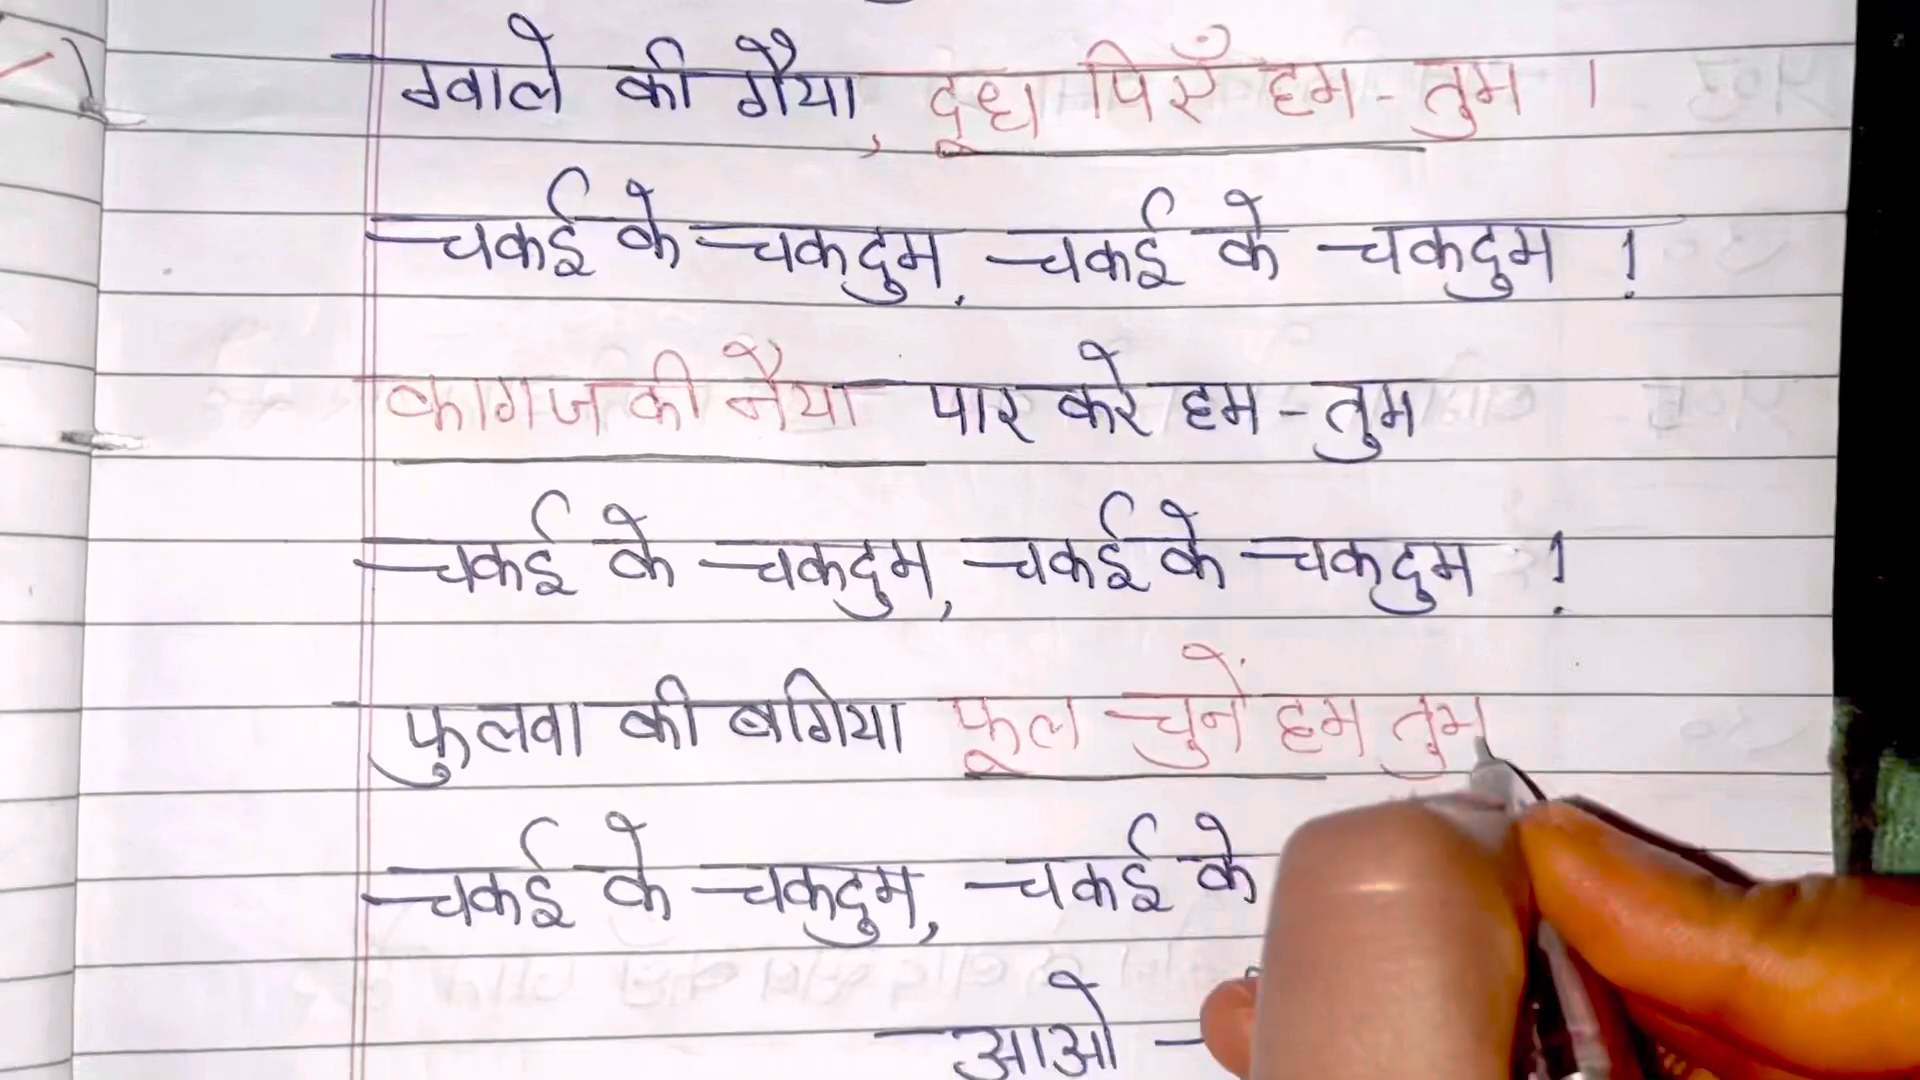 ग्वाले की गैया, दूध पिएँ हम-तुम ।
चकई के चकदुम, चकई के चकदुम !
कागज की नैया पार करे हम-तुम
चकई के चकदुम, चकई के चकदुम !
फुलवा की बगिया फूल चुनें हम तुम
चकई के चकदुम, चकई के
आओ